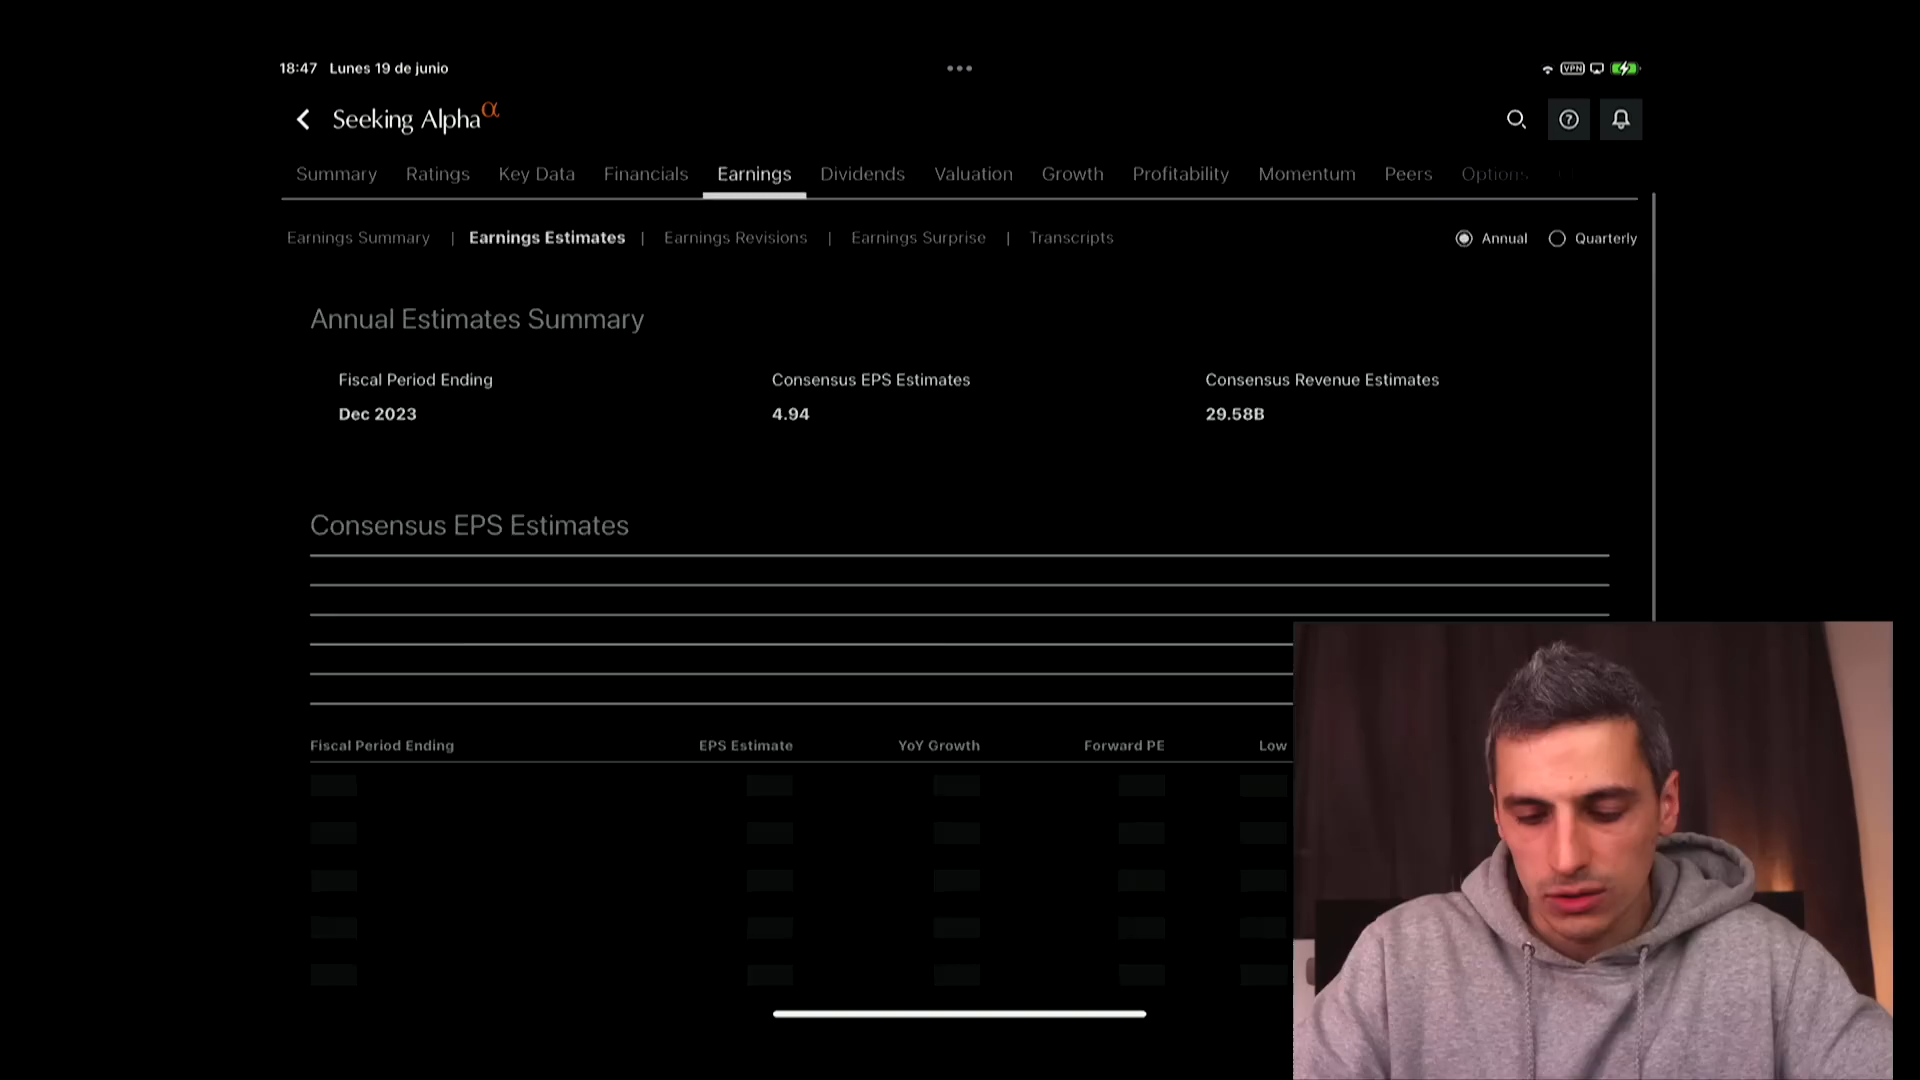 18:47 Lunes 19 de junio
VPN
Seeking Alpha α
Summary Ratings Key Data Financials Earnings Dividends Valuation Growth Profitability Momentum Peers Options
Earnings Summary | Earnings Estimates | Earnings Revisions | Earnings Surprise | Transcripts Annual Quarterly
Annual Estimates Summary
Fiscal Period Ending Consensus EPS Estimates Consensus Revenue Estimates
Dec 2023 4.94 29.58B
Consensus EPS Estimates
Fiscal Period Ending EPS Estimate YoY Growth Forward PE Low